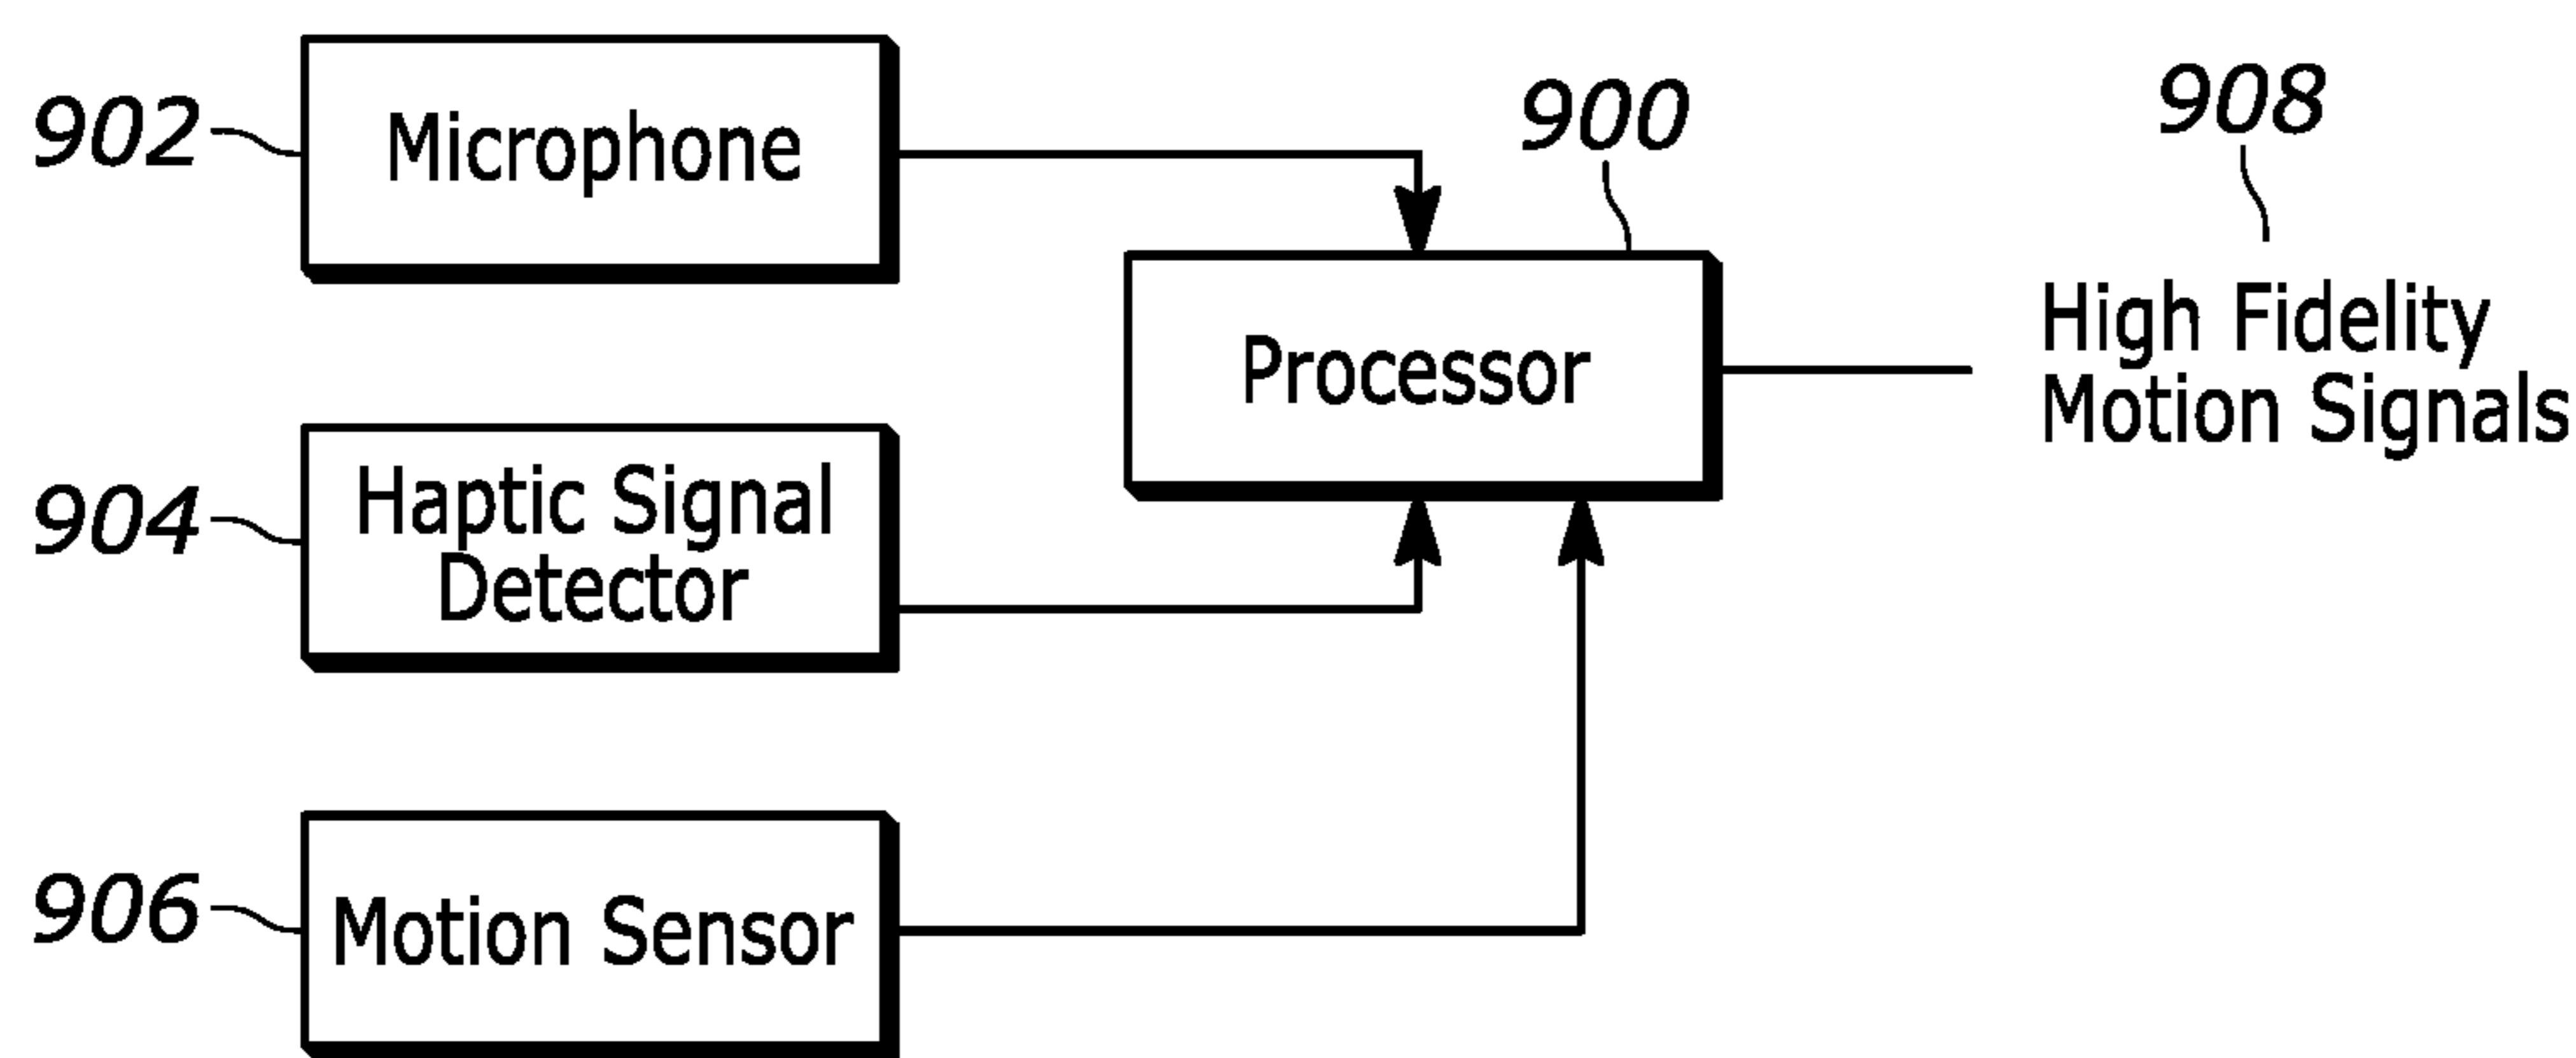 902
Microphone
900
908
Processor
High Fidelity
Motion Signals
904
Haptic Signal
Detector
906
Motion Sensor